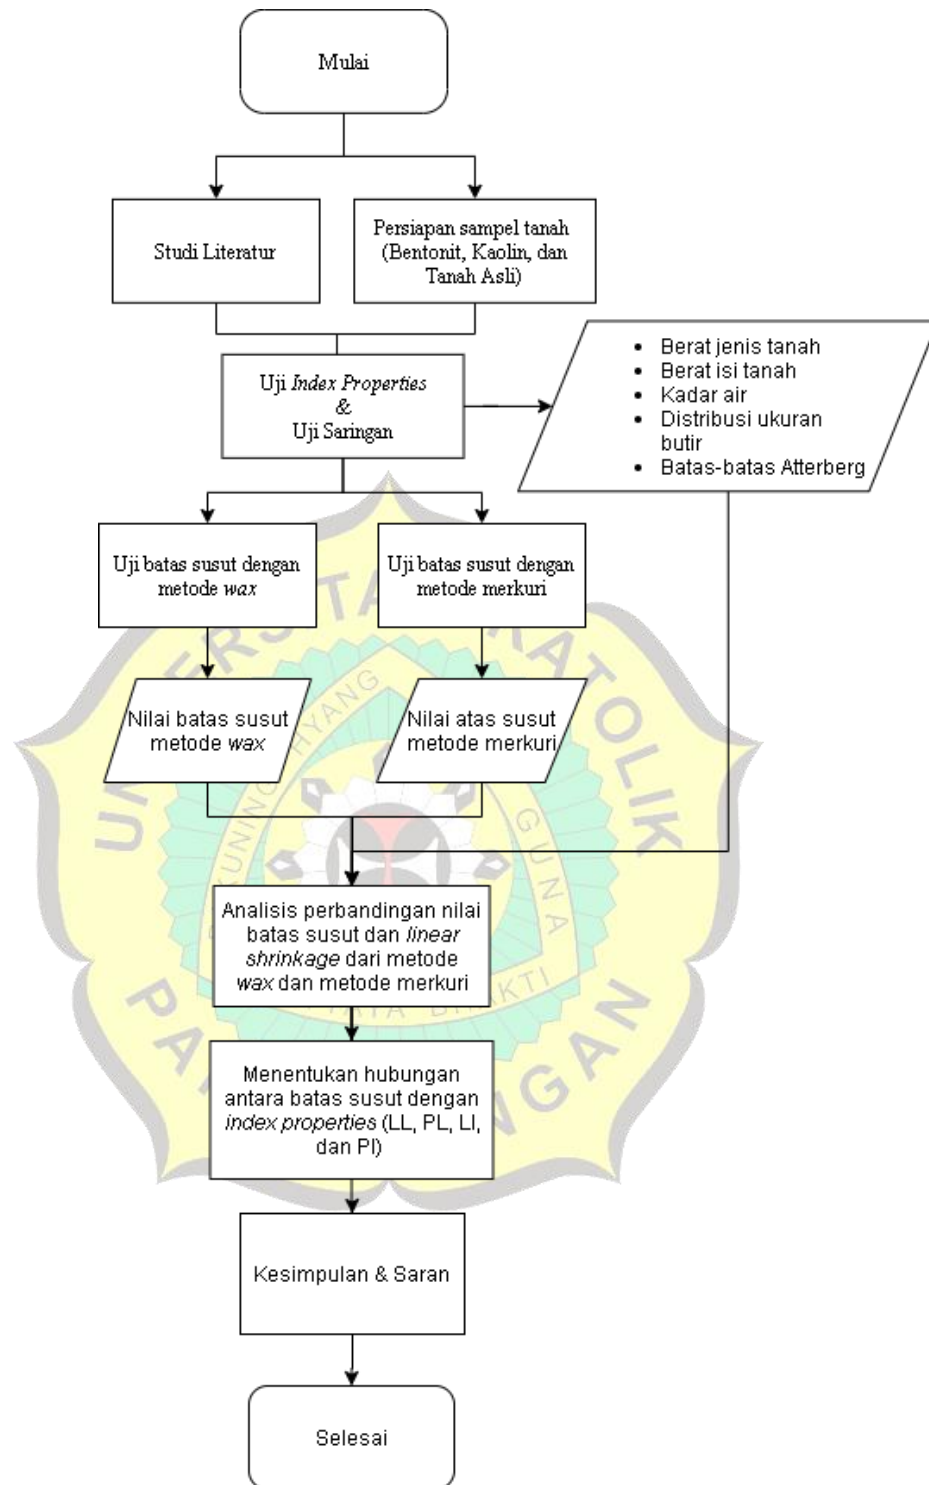 Mulai
Studi Literatur
Persiapan sampel tanah
(Bentonit, Kaolin, dan
Tanah Asli)
Uji Index Properties
&
Uji Saringan
• Berat jenis tanah
• Berat isi tanah
• Kadar air
• Distribusi ukuran
butir
• Batas-batas Atterberg
Uji batas susut dengan
metode wax
Uji batas susut dengan
metode merkuri
Nilai batas susut
metode wax
Nilai atas susut
metode merkuri
Analisis perbandingan nilai
batas susut dan linear
shrinkage dari metode
wax dan metode merkuri
Menentukan hubungan
antara batas susut dengan
index properties (LL, PL, LI,
dan PI)
Kesimpulan & Saran
Selesai
KATOLIK
GUNA